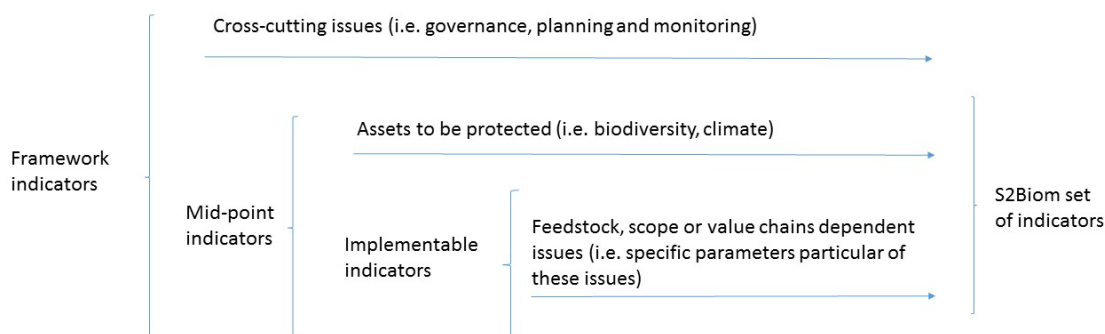 Cross-cutting issues (i.e. governance, planning and monitoring)
Assets to be protected (i.e. biodiversity, climate)
Framework
indicators
Mid-point
indicators
Implementable
indicators
Feedstock, scope or value chains dependent
issues (i.e. specific parameters particular of
these issues)
S2Biom set
of indicators